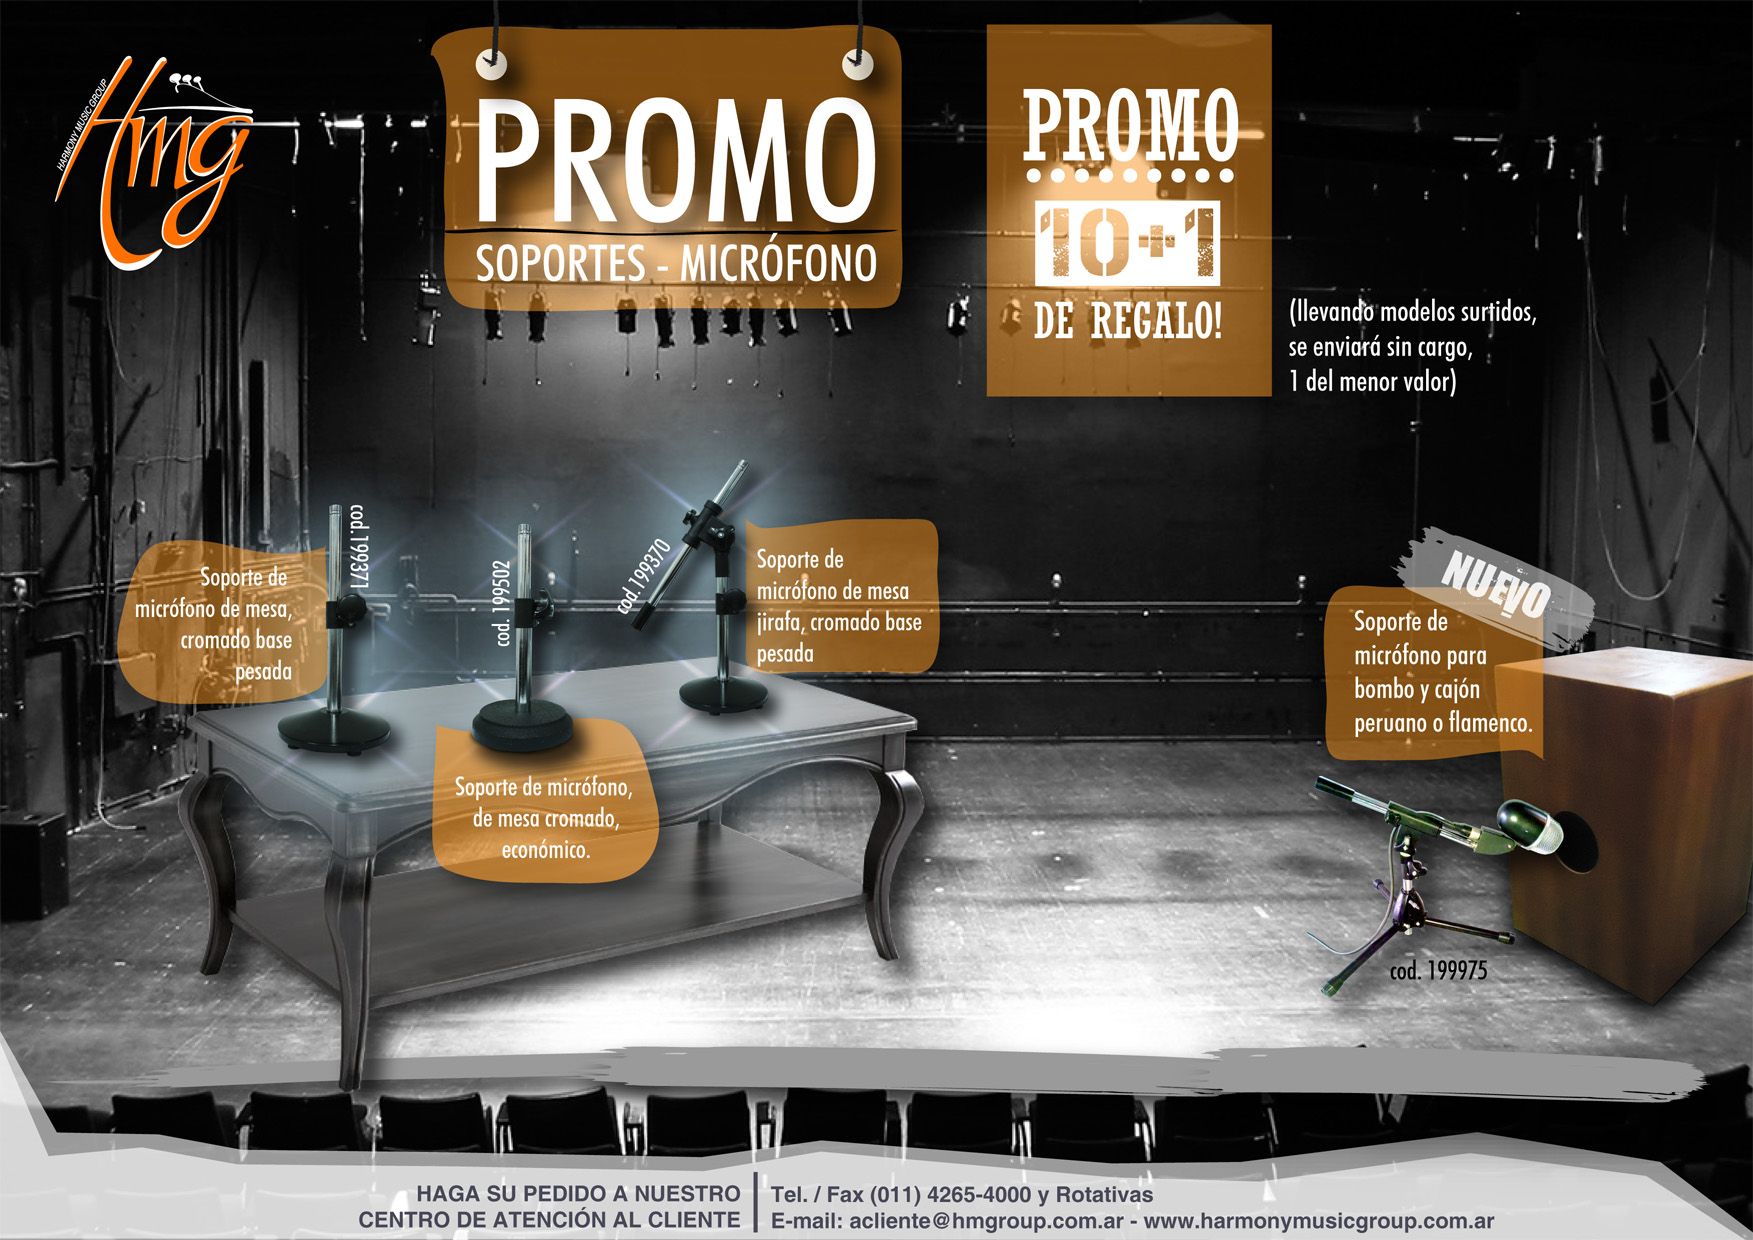 HARMONY MUSIC GROUP
Hmg
PROMO
SOPORTES - MICRÓFONO
PROMO
10+1
DE REGALO!
(llevando modelos surtidos,
se enviará sin cargo,
1 del menor valor)
cod.199371
Soporte de
micrófono de mesa,
cromado base
pesada
cod. 199502
Soporte de micrófono,
de mesa cromado,
económico.
cod.199370
Soporte de
micrófono de mesa
jirafa, cromado base
pesada
NUEVO
Soporte de
micrófono para
bombo y cajón
peruano o flamenco.
cod. 199975
HAGA SU PEDIDO A NUESTRO
CENTRO DE ATENCIÓN AL CLIENTE
Tel. / Fax (011) 4265-4000 y Rotativas
E-mail: acliente@hmgroup.com.ar - www.harmonymusicgroup.com.ar